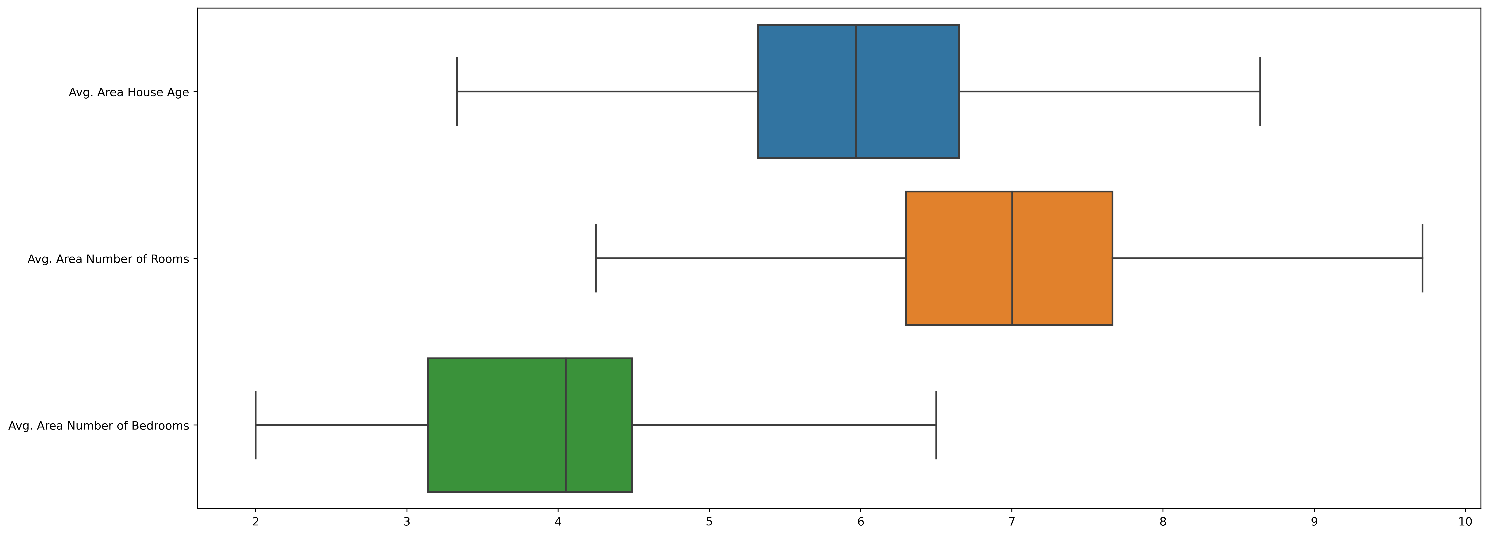 Avg. Area House Age
Avg. Area Number of Rooms
Avg. Area Number of Bedrooms
2 3 4 5 6 7 8 9 10